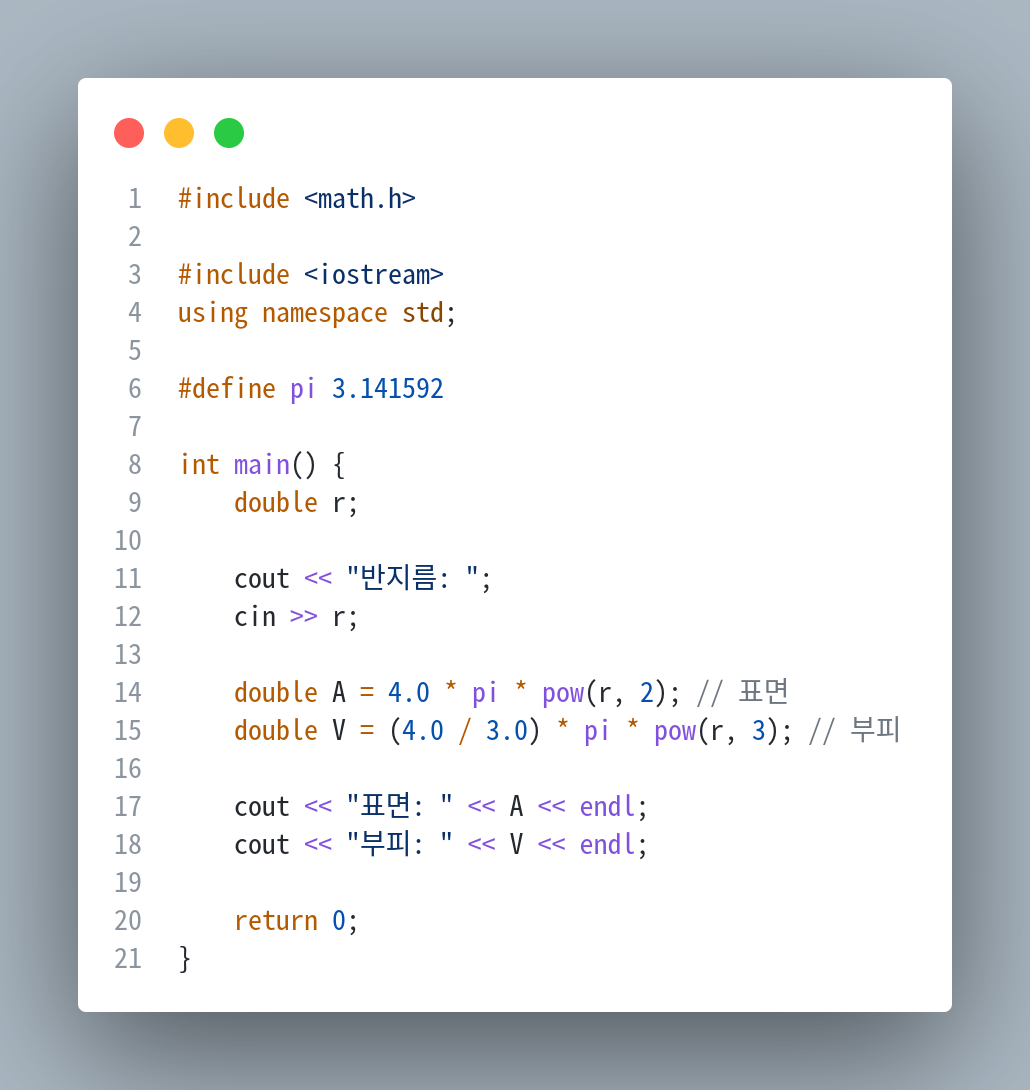 1 #include <math.h>
2
3 #include <iostream>
4 using namespace std;
5
6 #define pi 3.141592
7
8 int main() {
9     double r;
10
11     cout << "반지름: ";
12     cin >> r;
13
14     double A = 4.0 * pi * pow(r, 2); // 표면
15     double V = (4.0 / 3.0) * pi * pow(r, 3); // 부피
16
17     cout << "표면: " << A << endl;
18     cout << "부피: " << V << endl;
19
20     return 0;
21 }